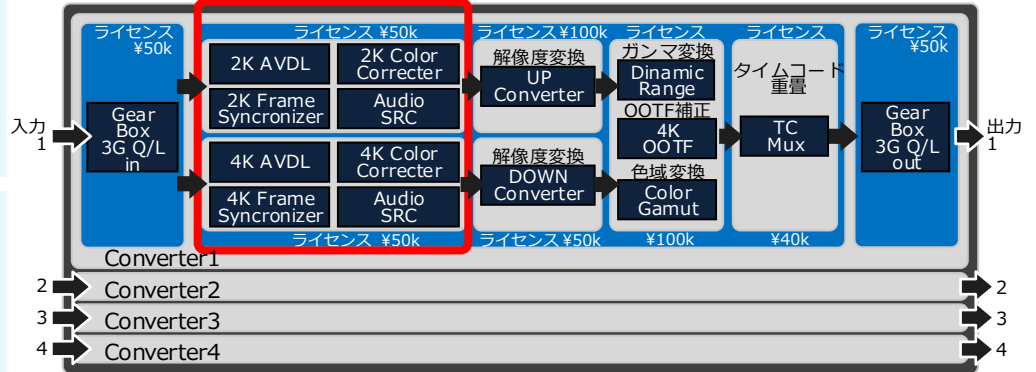 ライセンス
¥50k
ライセンス ¥50k
ライセンス¥100k
ライセンス
ライセンス
ライセンス
¥50k
2K AVDL
2K Color
Correcter
2K Frame
Syncronizer
Audio
SRC
解像度変換
UP
Converter
ガンマ変換
Dinamic
Range
OOTF補正
4K
OOTF
色域変換
Color
Gamut
タイムコード
重畳
TC
Mux
入力
1
Gear
Box
3G Q/L
in
Gear
Box
3G Q/L
out
出力
1
4K AVDL
4K Color
Correcter
4K Frame
Syncronizer
Audio
SRC
解像度変換
DOWN
Converter
ライセンス ¥50k
ライセンス¥50k
¥100k
¥40k
Converter1
2
Converter2
2
3
Converter3
3
4
Converter4
4